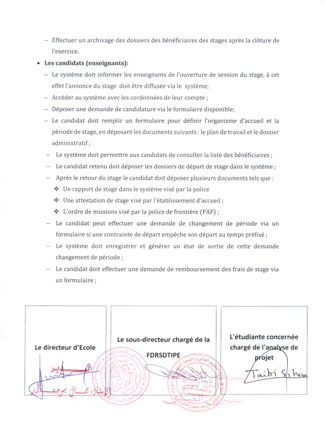 − Effectuer un archivage des dossiers des bénéficiaires des stages après la clôture de
l'exercice.
• Les candidats (enseignants):
− Le système doit informer les enseignants de l'ouverture de session du stage, à cet
effet l'annonce du stage doit être diffusée via le système;
− Accéder au système avec les cordonnées de leur compte ;
− Déposer une demande de candidature via le formulaire disponible;
− Le candidat doit remplir un formulaire pour définir l'organisme d'accueil et la
période de stage, en déposant les documents suivants : le plan de travail et le dossier
administratif ;
− Le système doit permettre aux candidats de consulter la liste des bénéficiaires ;
− Le candidat retenu doit déposer les dossiers de départ de stage dans le système ;
− Après le retour du stage le candidat doit déposer plusieurs documents tels que :
❖ Un rapport de stage dans le système visé par la police
❖ Une attestation de stage visé par l'établissement d'accueil ;
❖ L'ordre de missions visé par la police de frontière (PAF) ;
− Le candidat peut effectuer une demande de changement de période via un
formulaire si une contrainte de départ empêche son départ au temps préfixé ;
− Le système doit enregistrer et générer un état de sortie de cette demande
changement de période ;
− Le candidat doit effectuer une demande de remboursement des frais de stage via
un formulaire ;
Le directeur d'Ecole
Le sous-directeur chargé de la
FDRSDTIPE
L'étudiante concernée
chargé de l'analyse de
projet
Taibi Siham